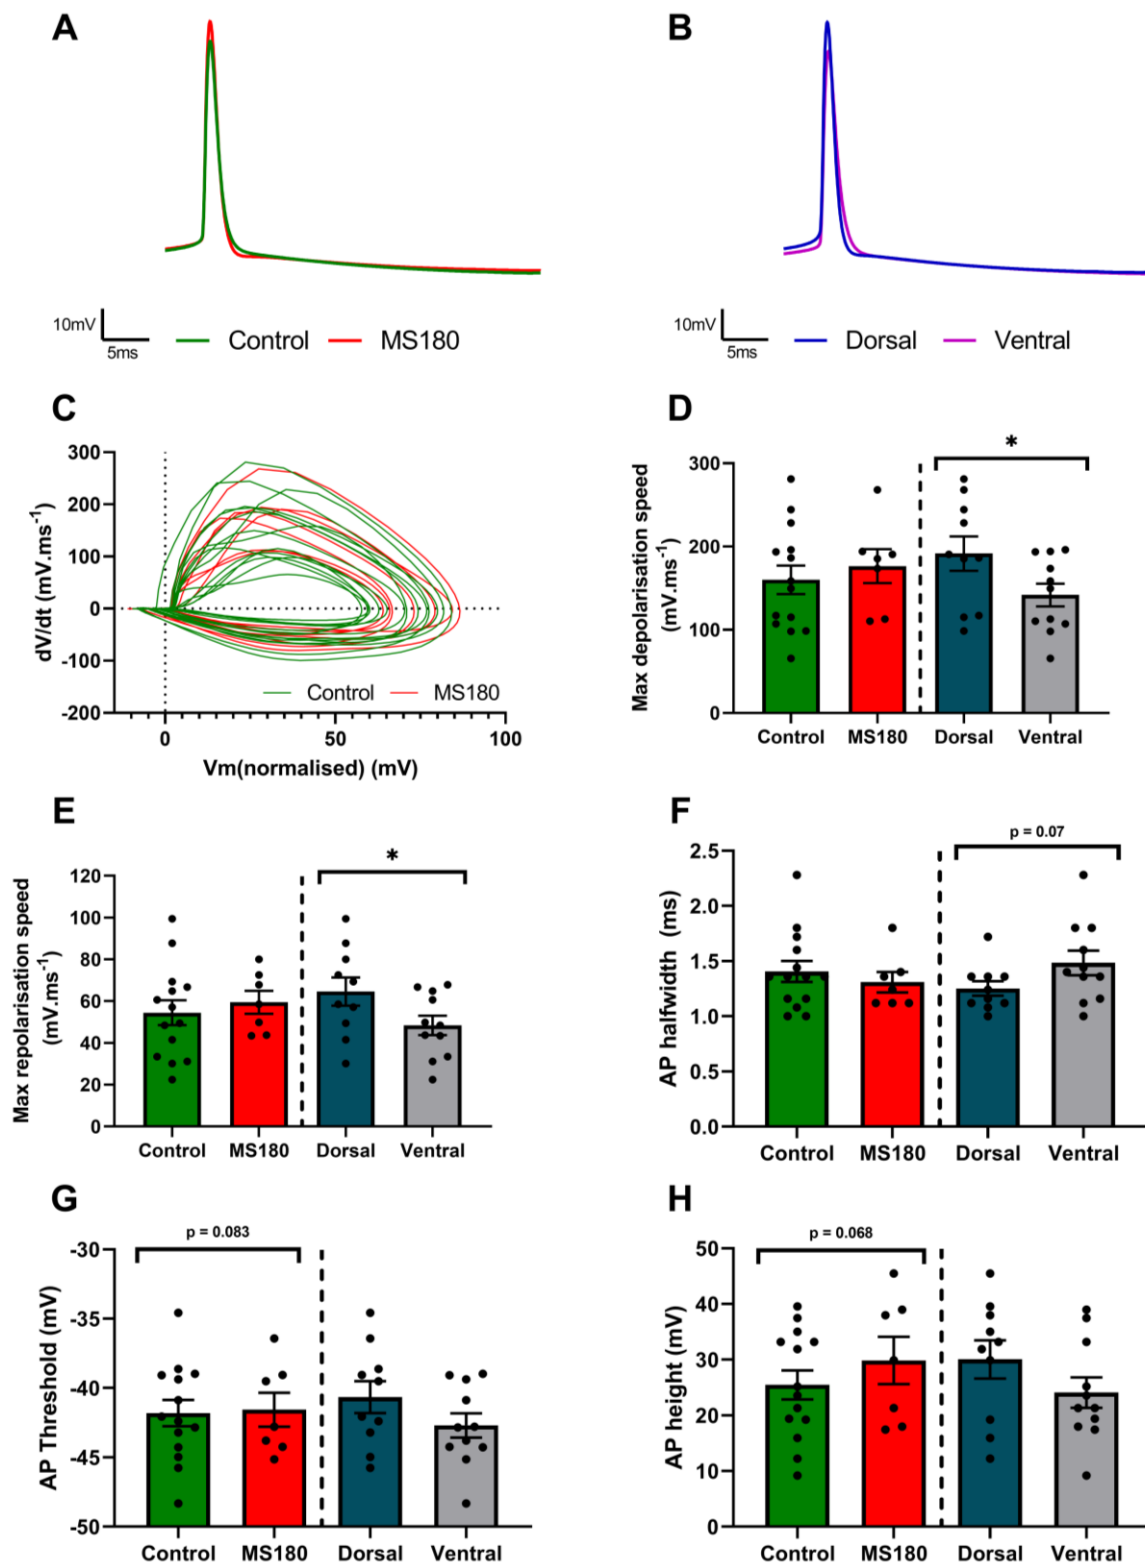 A
B
10mV
5ms
Control
MS180
10mV
5ms
Dorsal
Ventral
C
300
200
100
0
-100
-200
dV/dt (mV.ms⁻¹)
Control
MS180
0
50
100
Vm(normalised) (mV)
D
*
300
200
100
0
Max depolarisation speed
(mV.ms⁻¹)
Control
MS180
Dorsal
Ventral
E
*
120
100
80
60
40
20
0
Max repolarisation speed
(mV.ms⁻¹)
Control
MS180
Dorsal
Ventral
F
p = 0.07
2.5
2.0
1.5
1.0
0.5
0.0
AP halfwidth (ms)
Control
MS180
Dorsal
Ventral
G
p = 0.083
-30
-35
-40
-45
-50
AP Threshold (mV)
Control
MS180
Dorsal
Ventral
H
p = 0.068
50
40
30
20
10
0
AP height (mV)
Control
MS180
Dorsal
Ventral